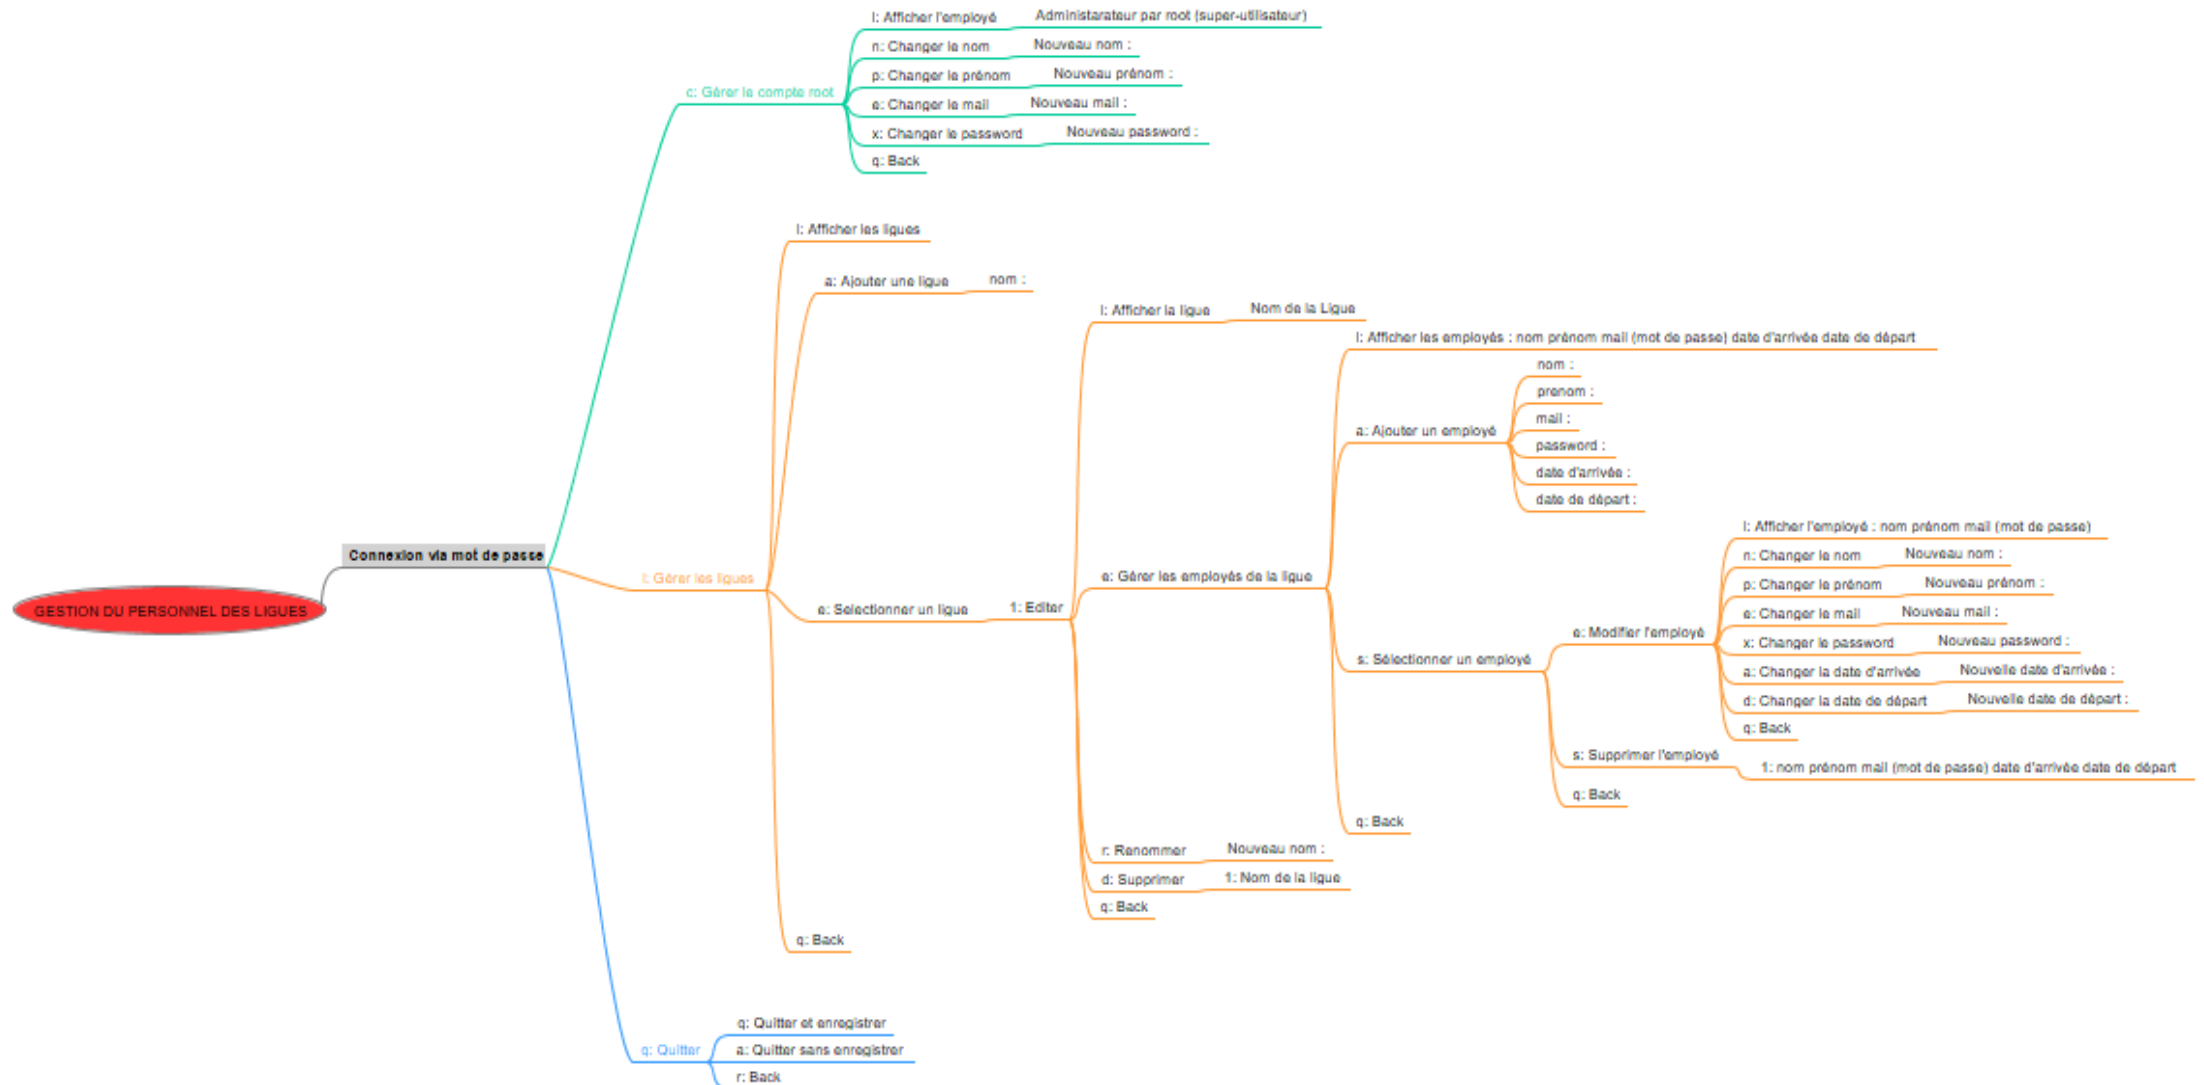 GESTION DU PERSONNEL DES LIGUES
Connexion via mot de passe
c: Gérer le compte root
l: Afficher l'employé
Administarateur par root (super-utilisateur)
n: Changer le nom
Nouveau nom :
p: Changer le prénom
Nouveau prénom :
e: Changer le mail
Nouveau mail :
x: Changer le password
Nouveau password :
q: Back
l: Gérer les ligues
l: Afficher les ligues
a: Ajouter une ligue
nom :
e: Selectionner un ligue
1: Editer
l: Afficher la ligue
Nom de la Ligue
e: Gérer les employés de la ligue
l: Afficher les employés : nom prénom mail (mot de passe) date d'arrivée date de départ
a: Ajouter un employé
nom :
prenom :
mail :
password :
date d'arrivée :
date de départ :
s: Sélectionner un employé
e: Modifier l'employé
l: Afficher l'employé : nom prénom mail (mot de passe)
n: Changer le nom
Nouveau nom :
p: Changer le prénom
Nouveau prénom :
e: Changer le mail
Nouveau mail :
x: Changer le password
Nouveau password :
a: Changer la date d'arrivée
Nouvelle date d'arrivée :
d: Changer la date de départ
Nouvelle date de départ :
q: Back
s: Supprimer l'employé
1: nom prénom mail (mot de passe) date d'arrivée date de départ
q: Back
q: Back
r: Renommer
Nouveau nom :
d: Supprimer
1: Nom de la ligue
q: Back
q: Back
q: Quitter
q: Quitter et enregistrer
a: Quitter sans enregistrer
r: Back